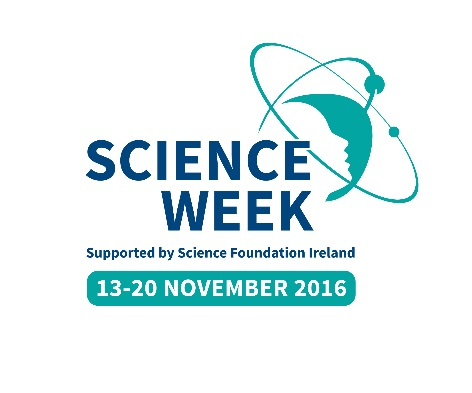 SCIENCE
WEEK
Supported by Science Foundation Ireland
13-20 NOVEMBER 2016